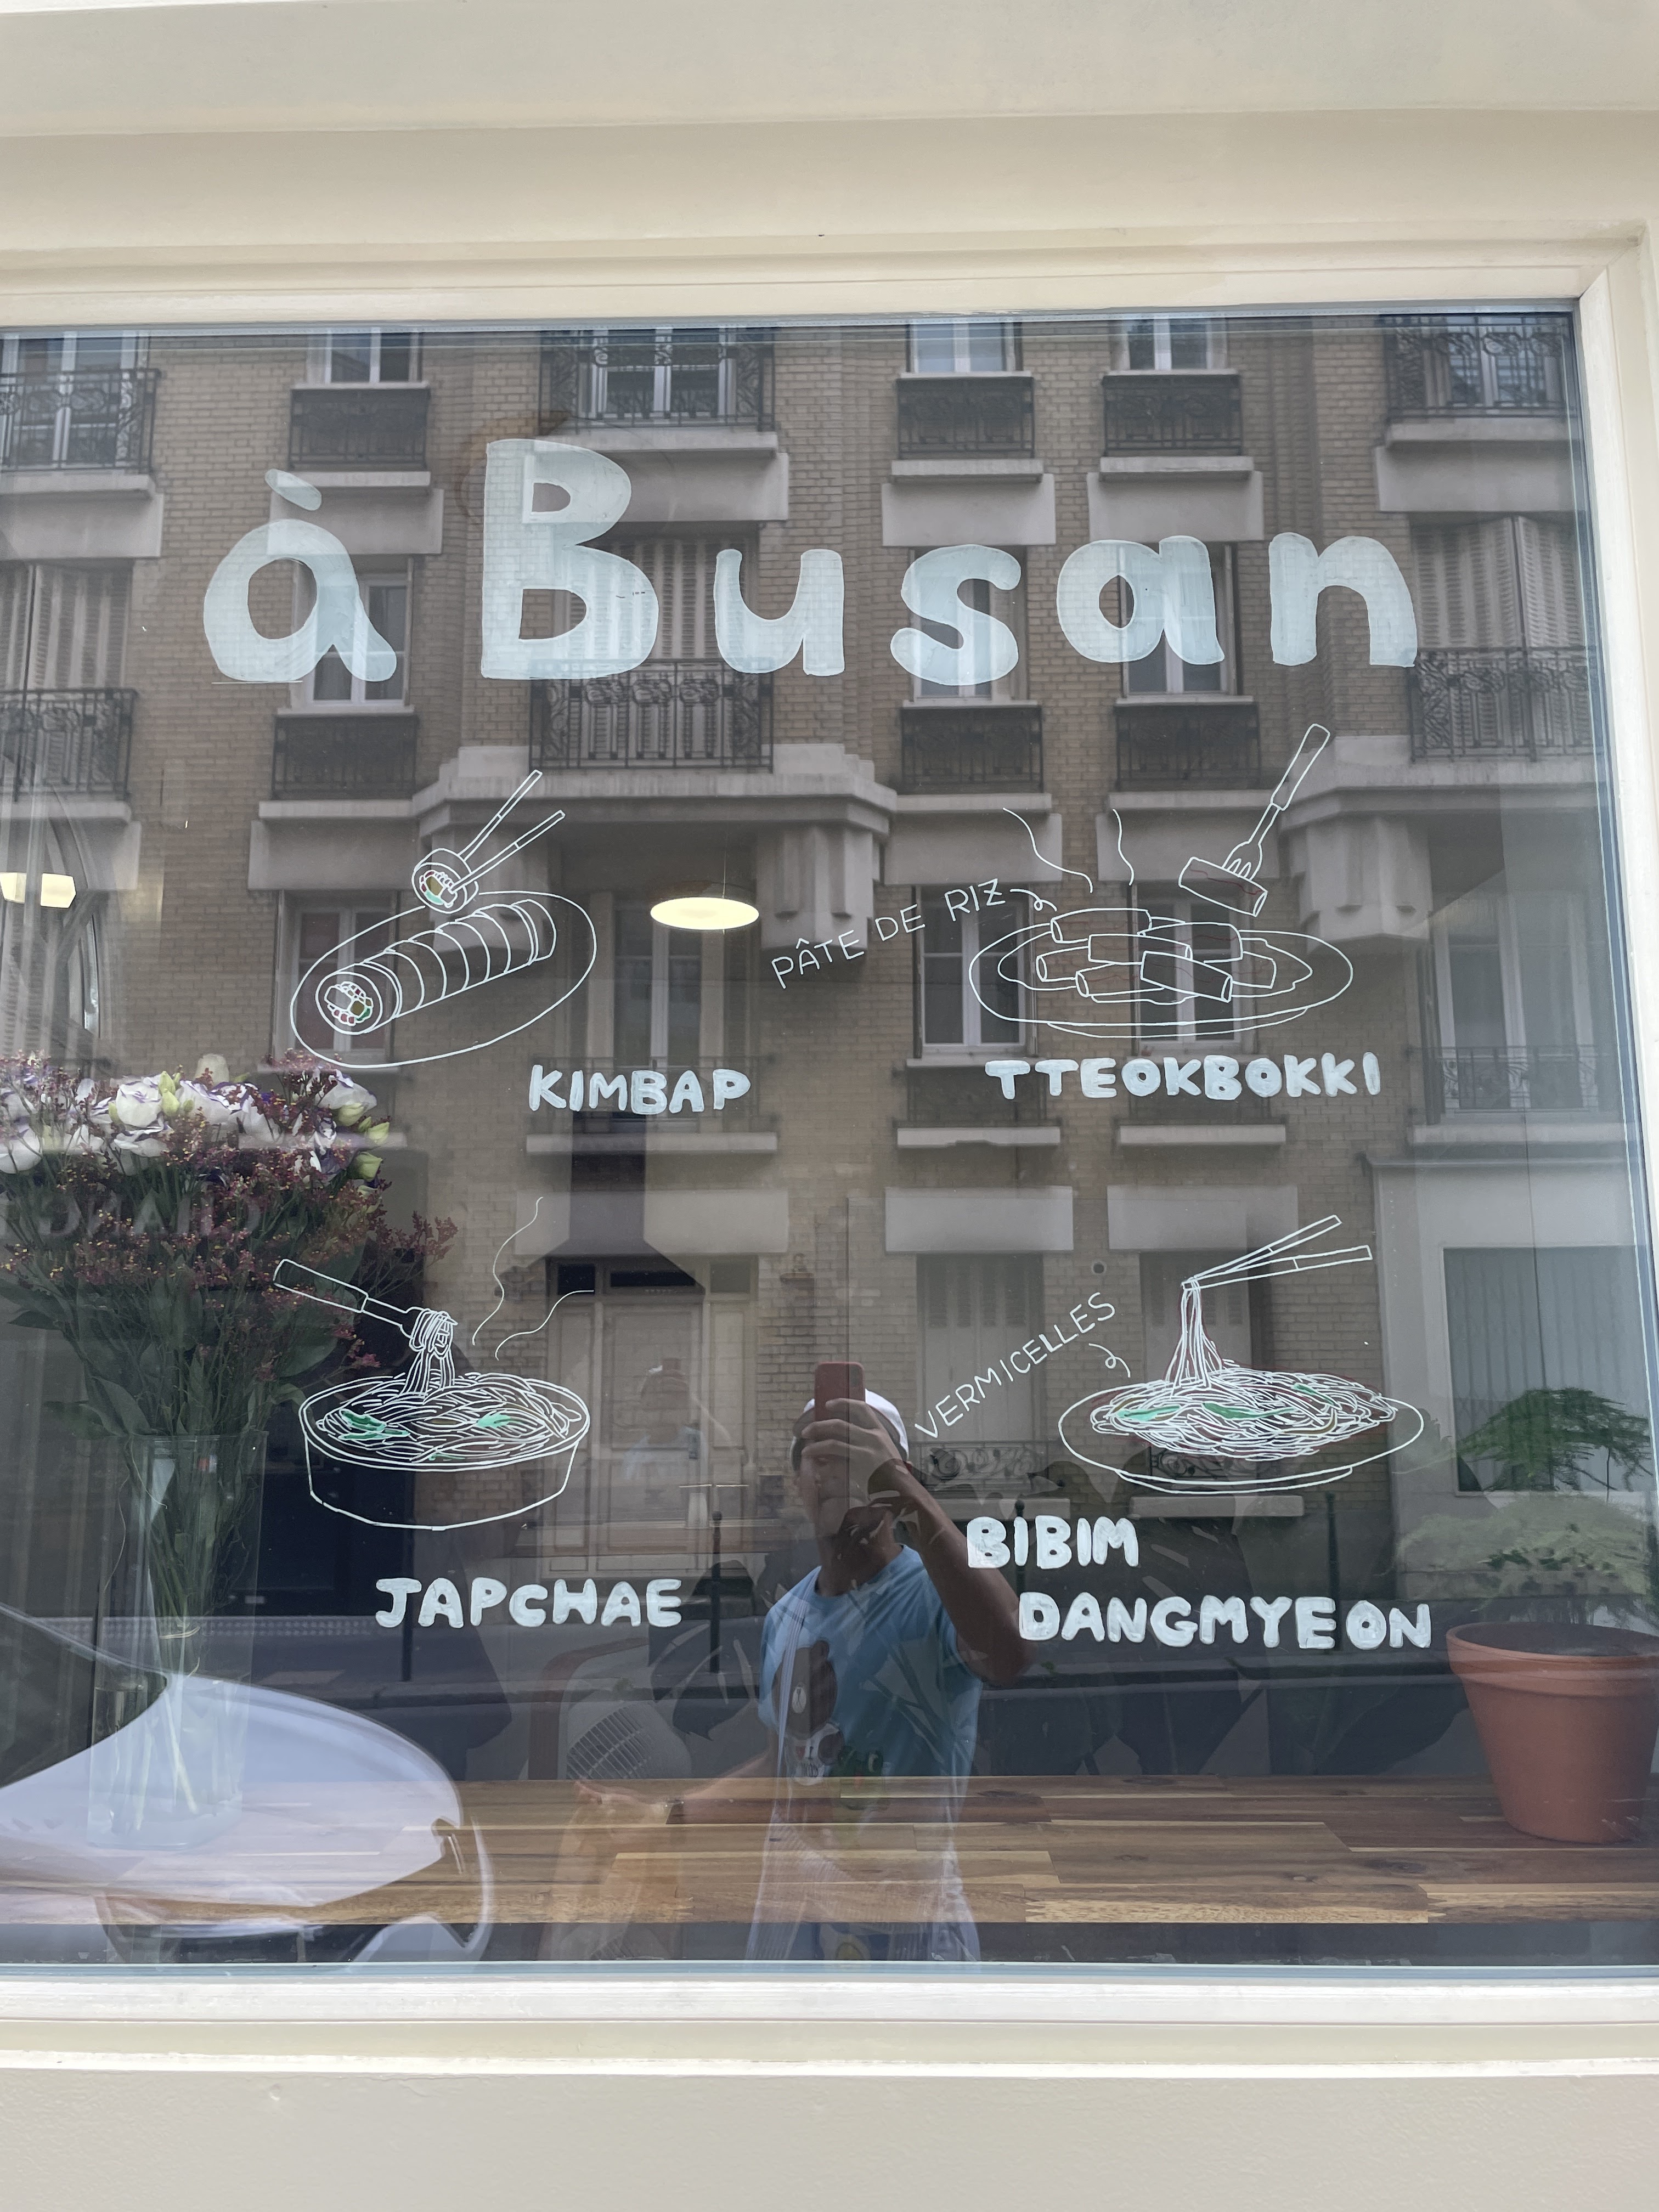 à Busan
PÂTE DE RIZ
KIMBAP
TTEOKBOKKI
VERMICELLES
JAPCHAE
BIBIM
DANGMYEON